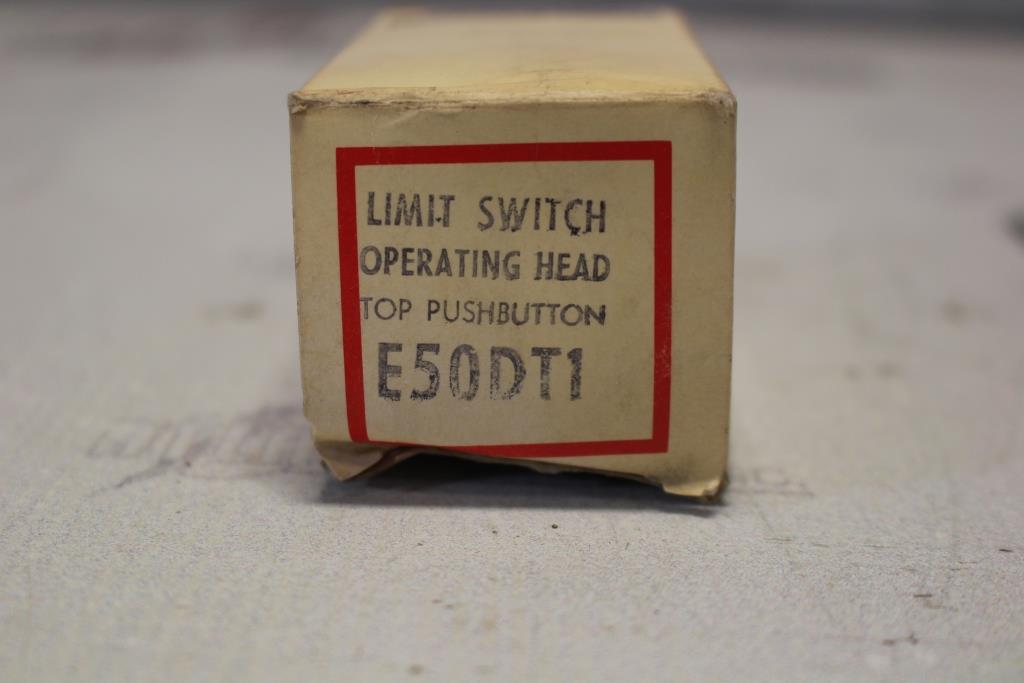 LIMIT SWITCH
OPERATING HEAD
TOP PUSHBUTTON
E50DT1